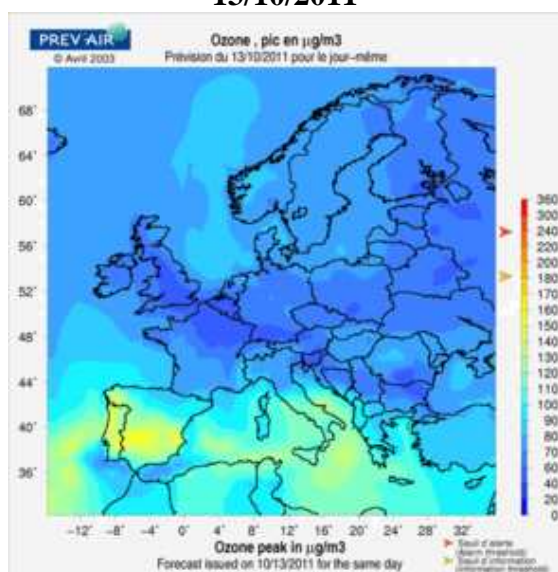 13/10/2011
PREV'AIR
© Avril 2003
Ozone , pic en µg/m3
Prévision du 13/10/2011 pour le jour-même
68°
64°
60°
56°
52°
48°
44°
40°
36°
-12° -8° -4° 0° 4° 8° 12° 16° 20° 24° 28° 32°
360
300
240
200
180
170
160
150
140
130
120
110
100
90
80
60
40
20
0
Ozone peak in µg/m3
Forecast issued on 10/13/2011 for the same day
Seuil d'alerte
(Alarm threshold)
Seuil d'information
(Information threshold)